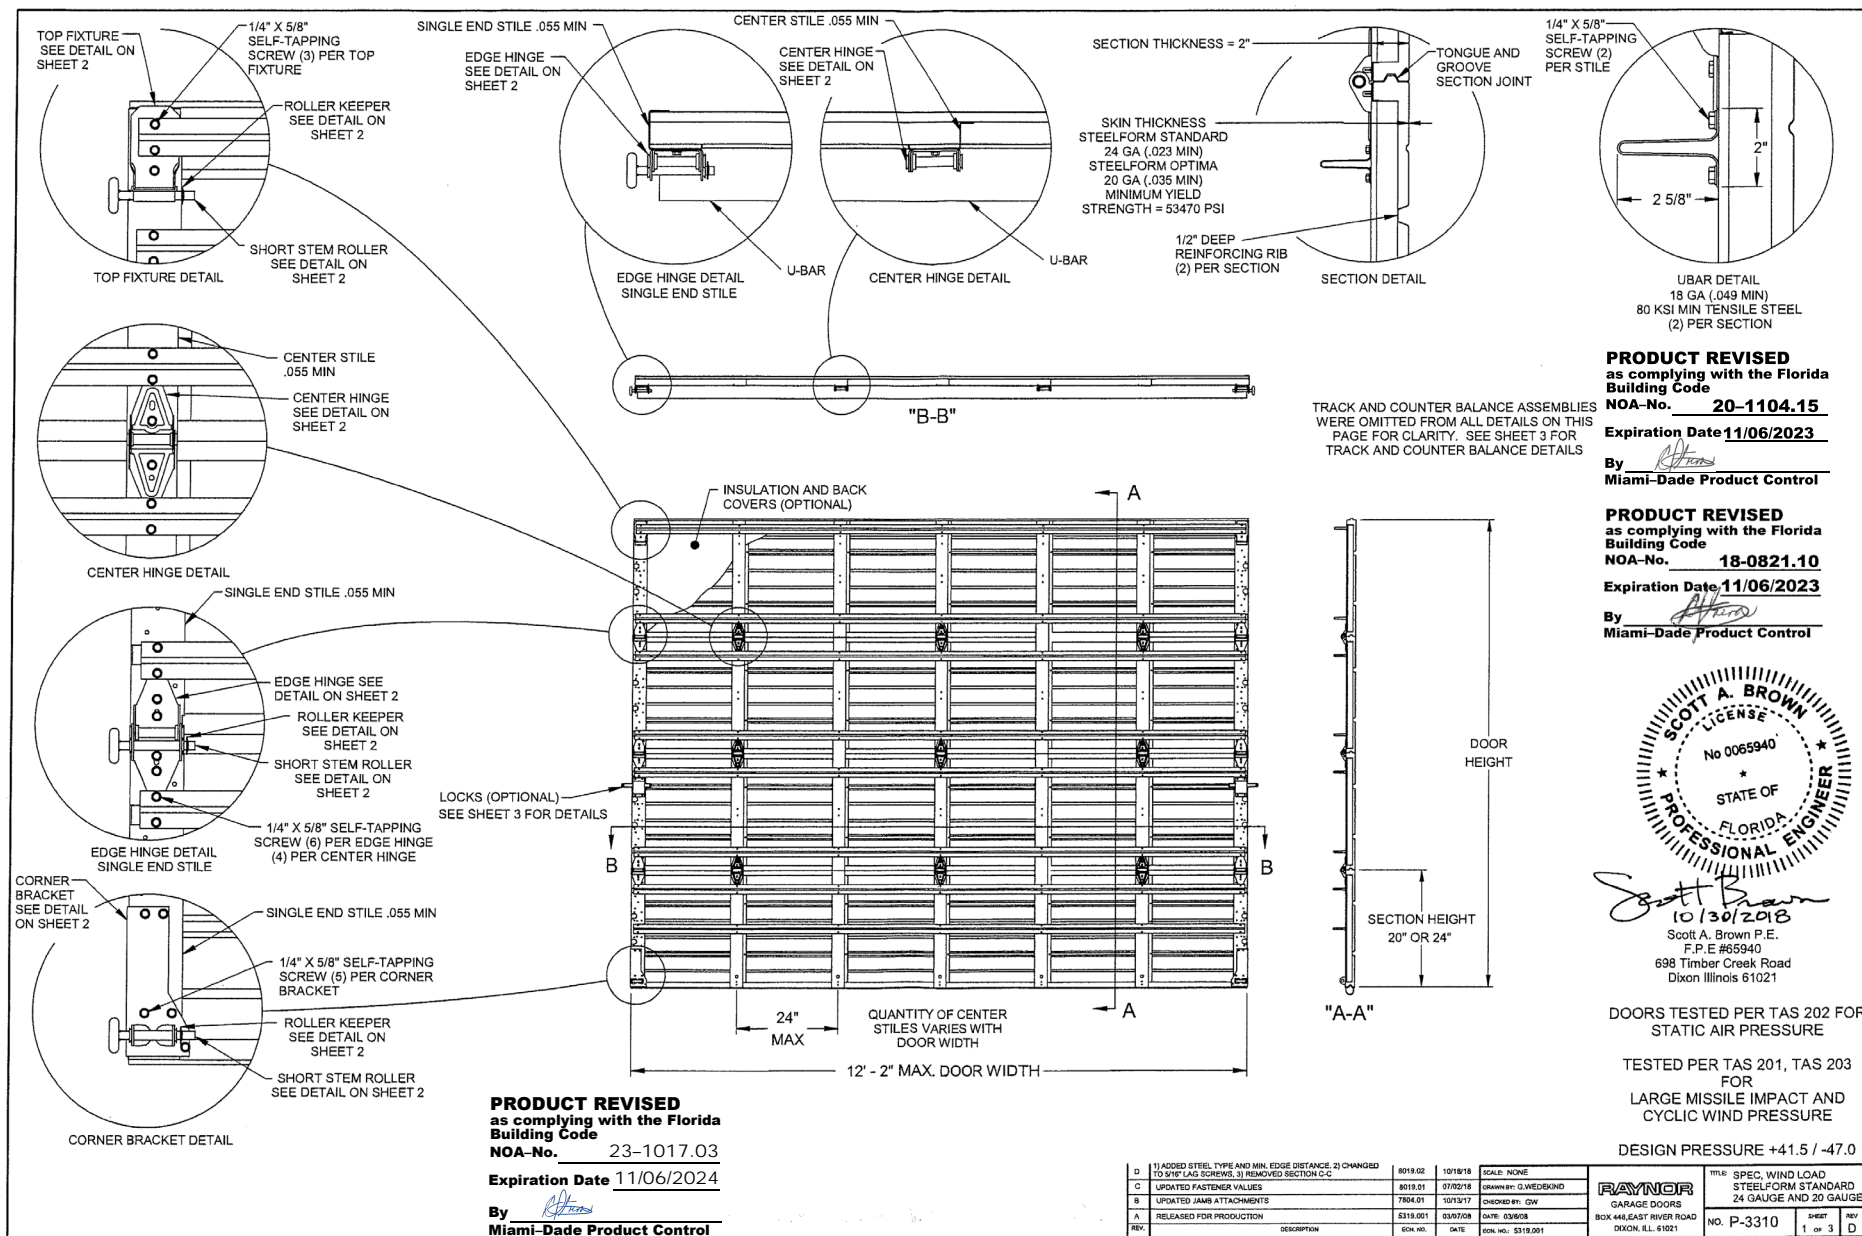 TOP FIXTURE
SEE DETAIL ON
SHEET 2
1/4" X 5/8"
SELF-TAPPING
SCREW (3) PER TOP
FIXTURE
ROLLER KEEPER
SEE DETAIL ON
SHEET 2
SHORT STEM ROLLER
SEE DETAIL ON
SHEET 2
TOP FIXTURE DETAIL
SINGLE END STILE .055 MIN
EDGE HINGE
SEE DETAIL ON
SHEET 2
U-BAR
EDGE HINGE DETAIL
SINGLE END STILE
CENTER STILE .055 MIN
CENTER HINGE
SEE DETAIL ON
SHEET 2
U-BAR
CENTER HINGE DETAIL
SECTION THICKNESS = 2"
TONGUE AND
GROOVE
SECTION JOINT
SKIN THICKNESS
STEELFORM STANDARD
24 GA (.023 MIN)
STEELFORM OPTIMA
20 GA (.035 MIN)
MINIMUM YIELD
STRENGTH = 53470 PSI
1/2" DEEP
REINFORCING RIB
(2) PER SECTION
SECTION DETAIL
1/4" X 5/8"
SELF-TAPPING
SCREW (2)
PER STILE
2"
2 5/8"
UBAR DETAIL
18 GA (.049 MIN)
80 KSI MIN TENSILE STEEL
(2) PER SECTION
CENTER STILE
.055 MIN
CENTER HINGE
SEE DETAIL ON
SHEET 2
CENTER HINGE DETAIL
"B-B"
TRACK AND COUNTER BALANCE ASSEMBLIES
WERE OMITTED FROM ALL DETAILS ON THIS
PAGE FOR CLARITY. SEE SHEET 3 FOR
TRACK AND COUNTER BALANCE DETAILS
PRODUCT REVISED
as complying with the Florida
Building Code
NOA-No. 20-1104.15
Expiration Date 11/06/2023
By
Miami-Dade Product Control
PRODUCT REVISED
as complying with the Florida
Building Code
NOA-No. 18-0821.10
Expiration Date 11/06/2023
By
Miami-Dade Product Control
INSULATION AND BACK
COVERS (OPTIONAL)
A
SINGLE END STILE .055 MIN
EDGE HINGE SEE
DETAIL ON SHEET 2
ROLLER KEEPER
SEE DETAIL ON
SHEET 2
SHORT STEM ROLLER
SEE DETAIL ON
SHEET 2
1/4" X 5/8" SELF-TAPPING
SCREW (6) PER EDGE HINGE
(4) PER CENTER HINGE
EDGE HINGE DETAIL
SINGLE END STILE
LOCKS (OPTIONAL)
SEE SHEET 3 FOR DETAILS
B
B
DOOR
HEIGHT
SECTION HEIGHT
20" OR 24"
"A-A"
A
24"
MAX
QUANTITY OF CENTER
STILES VARIES WITH
DOOR WIDTH
12' - 2" MAX. DOOR WIDTH
CORNER
BRACKET
SEE DETAIL
ON SHEET 2
SINGLE END STILE .055 MIN
1/4" X 5/8" SELF-TAPPING
SCREW (5) PER CORNER
BRACKET
ROLLER KEEPER
SEE DETAIL ON
SHEET 2
SHORT STEM ROLLER
SEE DETAIL ON SHEET 2
CORNER BRACKET DETAIL
SCOTT A. BROWN
LICENSE
No 0065940
STATE OF
FLORIDA
PROFESSIONAL ENGINEER
Scott Brown
10/30/2018
Scott A. Brown P.E.
F.P.E #65940
698 Timber Creek Road
Dixon Illinois 61021
DOORS TESTED PER TAS 202 FOR
STATIC AIR PRESSURE
TESTED PER TAS 201, TAS 203
FOR
LARGE MISSILE IMPACT AND
CYCLIC WIND PRESSURE
DESIGN PRESSURE +41.5 / -47.0
PRODUCT REVISED
as complying with the Florida
Building Code
NOA-No. 23-1017.03
Expiration Date 11/06/2024
By
Miami-Dade Product Control
D 1) ADDED STEEL TYPE AND MIN. EDGE DISTANCE. 2) CHANGED TO 5/16" LAG SCREWS. 3) REMOVED SECTION C-C 8019.02 10/18/18
C UPDATED FASTENER VALUES 8019.01 07/02/18
B UPDATED JAMB ATTACHMENTS 7804.01 10/13/17
A RELEASED FOR PRODUCTION 5319.001 03/07/08
REV. DESCRIPTION ECN. NO. DATE
SCALE: NONE
DRAWN BY: G.WEDEKIND
CHECKED BY: GW
DATE: 03/6/08
ECN. NO.: 5319.001
RAYNOR
GARAGE DOORS
BOX 448, EAST RIVER ROAD
DIXON, ILL. 61021
TITLE: SPEC, WIND LOAD
STEELFORM STANDARD
24 GAUGE AND 20 GAUGE
NO. P-3310
SHEET
1 OF 3
REV
D